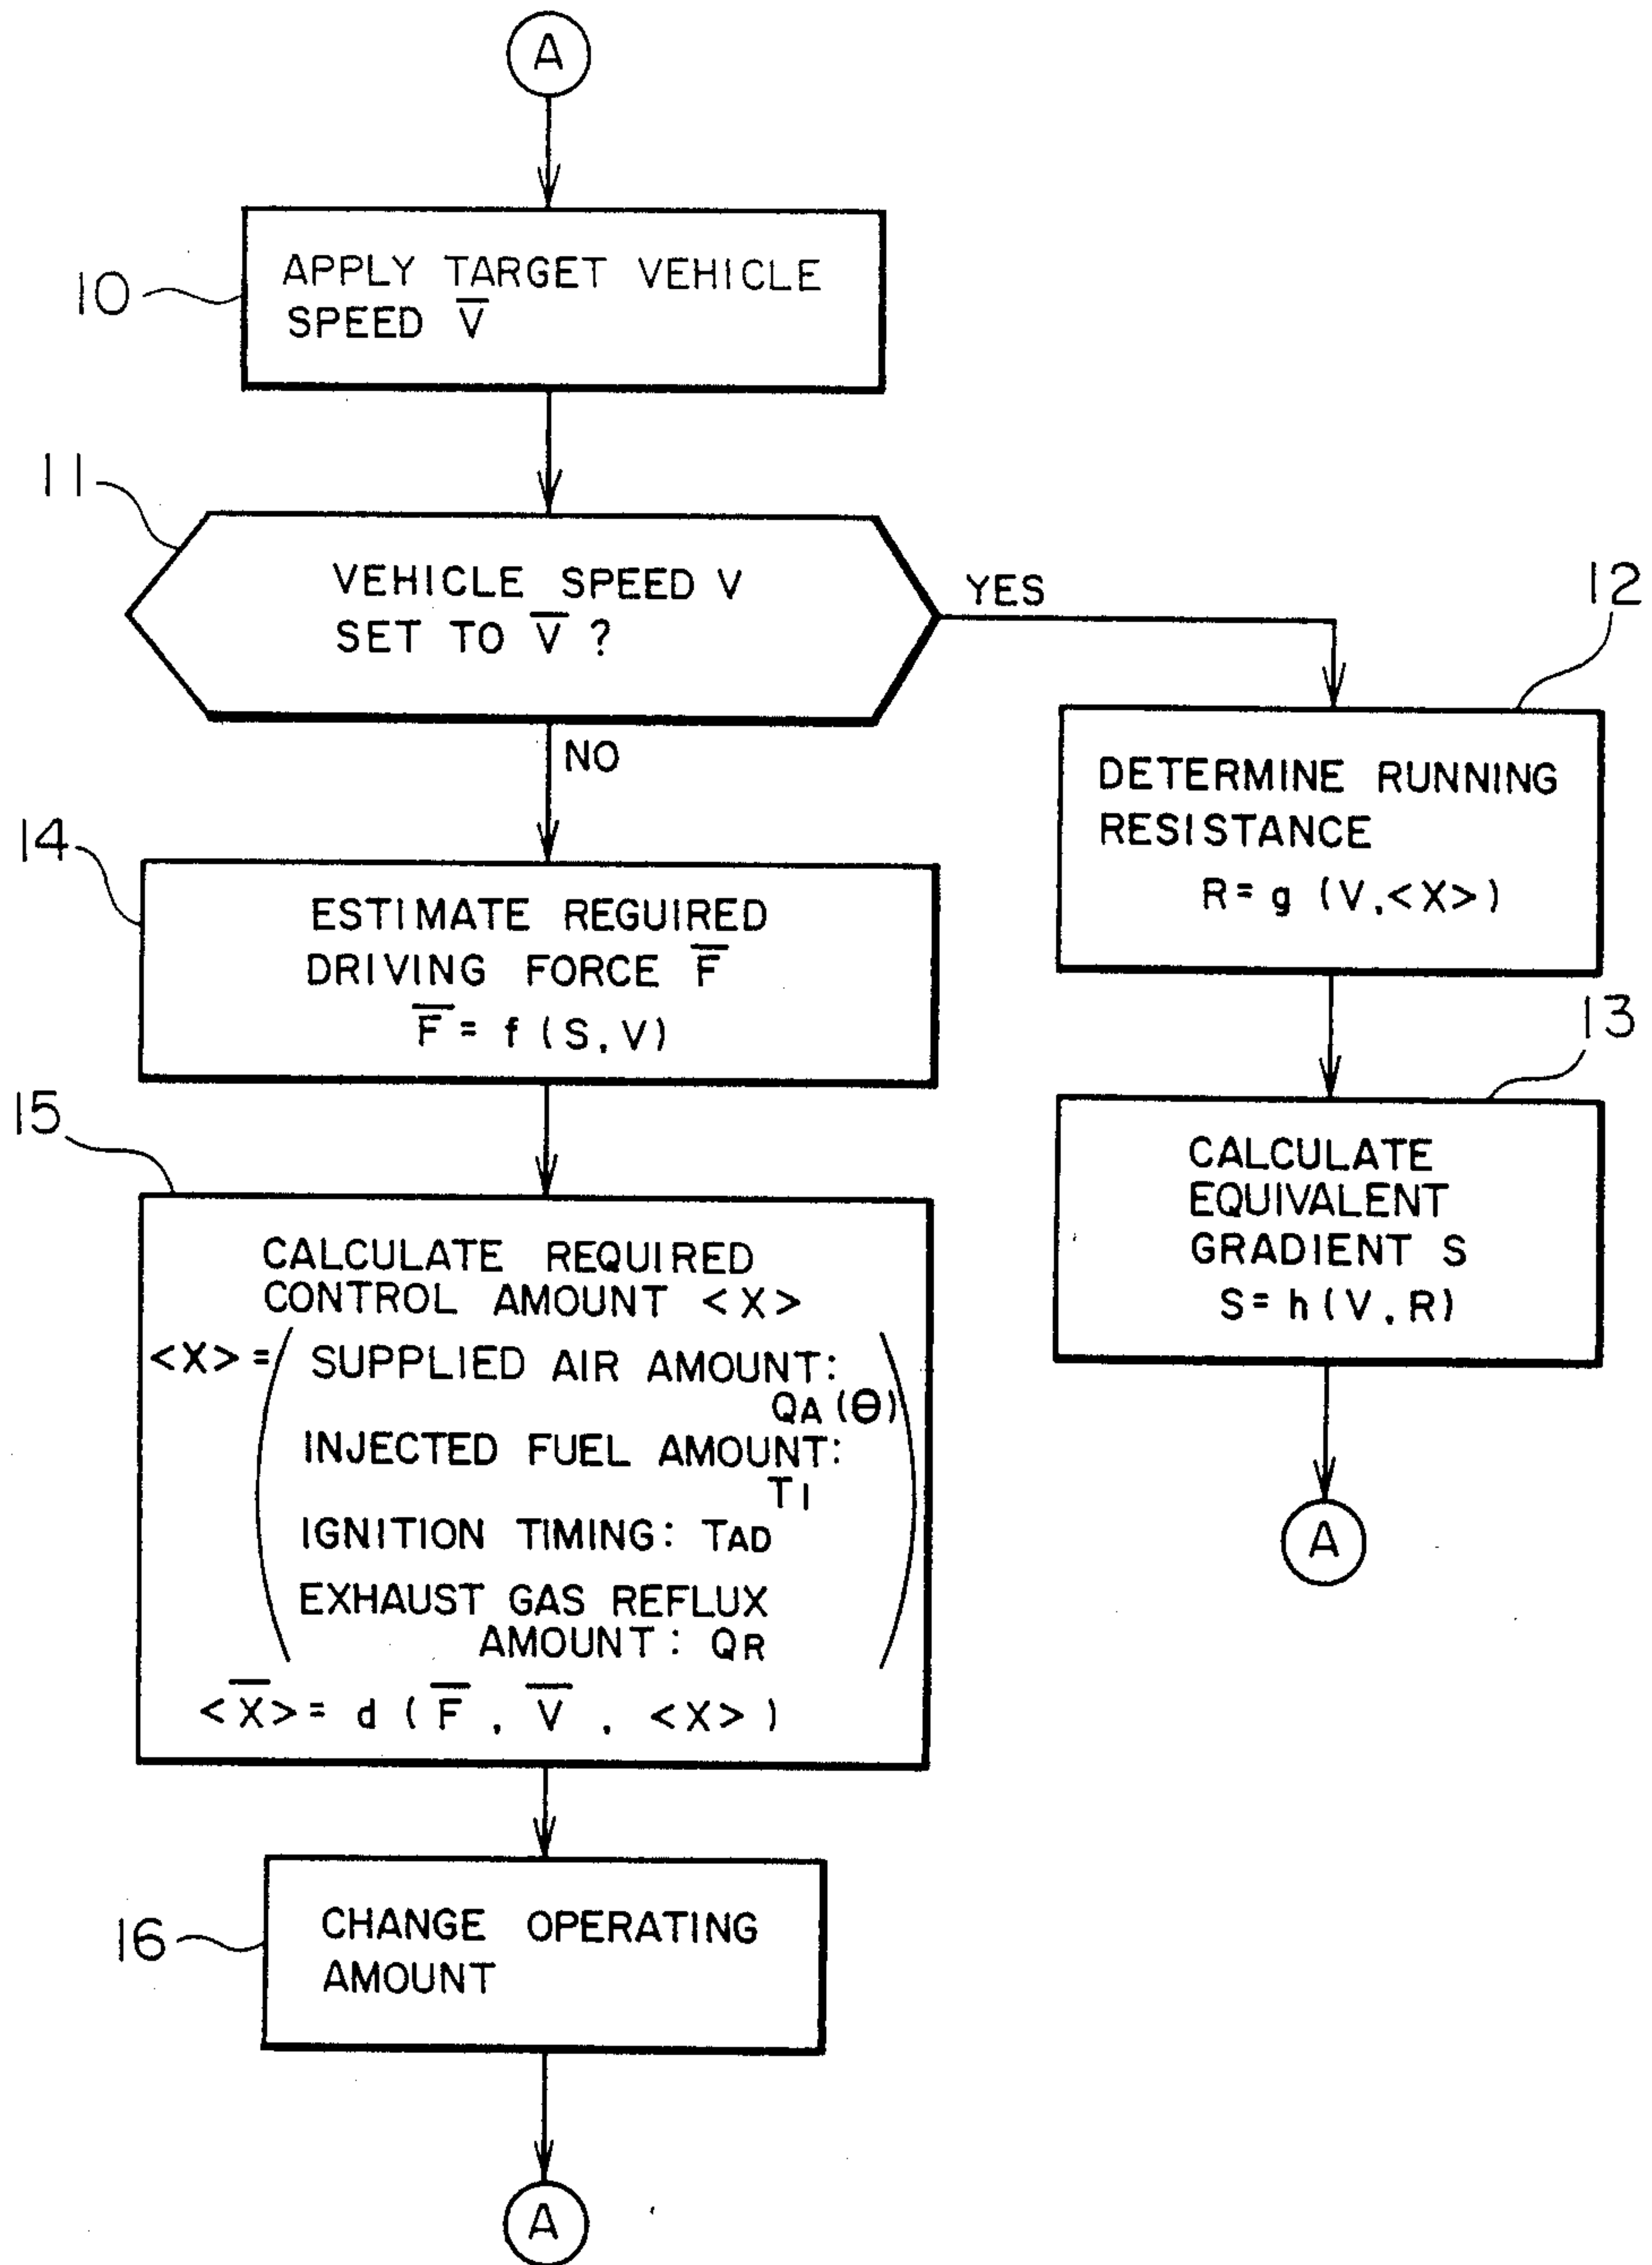 A
10
APPLY TARGET VEHICLE
SPEED V̅
11
VEHICLE SPEED V
SET TO V̅ ?
YES
NO
12
DETERMINE RUNNING
RESISTANCE
R = g (V, <X>)
13
CALCULATE
EQUIVALENT
GRADIENT S
S = h (V, R)
A
14
ESTIMATE REGUIRED
DRIVING FORCE F̅
F̅ = f (S, V)
15
CALCULATE REQUIRED
CONTROL AMOUNT <X>
<X> = ( SUPPLIED AIR AMOUNT:
QA (θ)
INJECTED FUEL AMOUNT:
TI
IGNITION TIMING: TAD
EXHAUST GAS REFLUX
AMOUNT: QR )
<X̅> = d ( F̅ , V̅ , <X> )
16
CHANGE OPERATING
AMOUNT
A